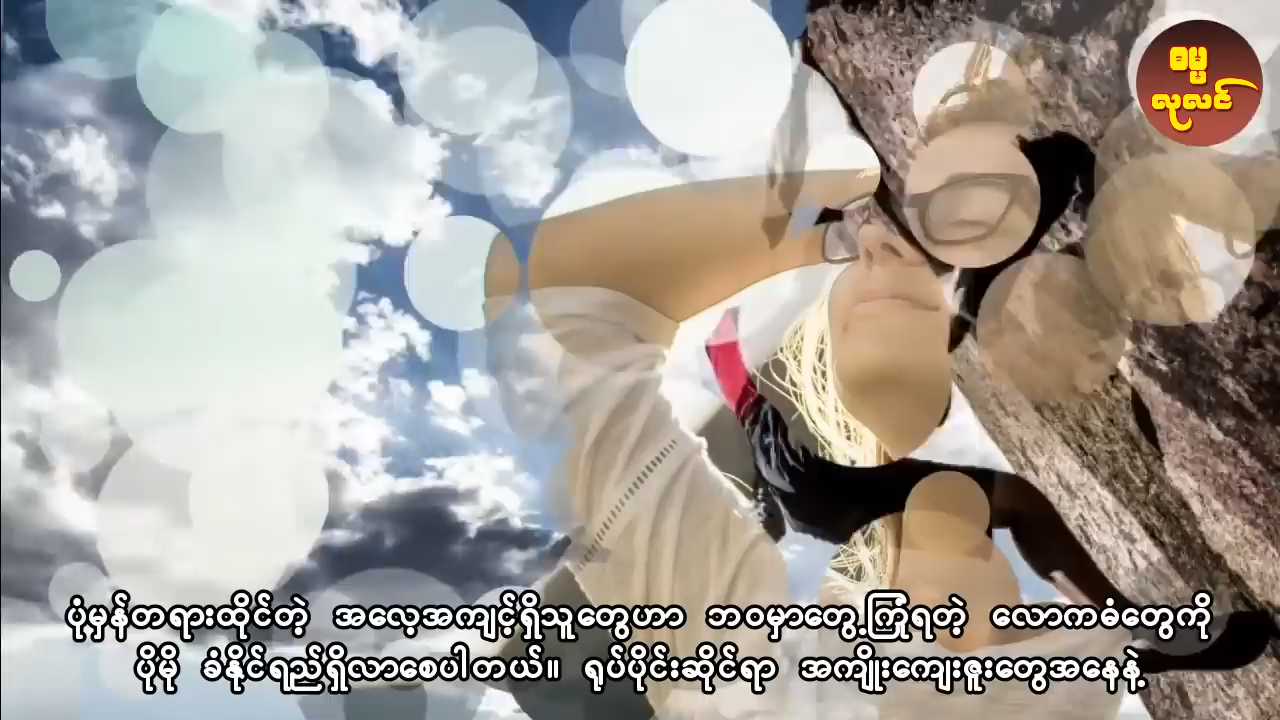 ဓမ္မ
လုလင်
ပုံမှန်တရားထိုင်တဲ့ အလေ့အကျင့်ရှိသူတွေဟာ ဘဝမှာတွေ့ကြုံရတဲ့ လောကဓံတွေကို
ပိုမို ခံနိုင်ရည်ရှိလာစေပါတယ်။ ရုပ်ပိုင်းဆိုင်ရာ အကျိုးကျေးဇူးတွေအနေနဲ့